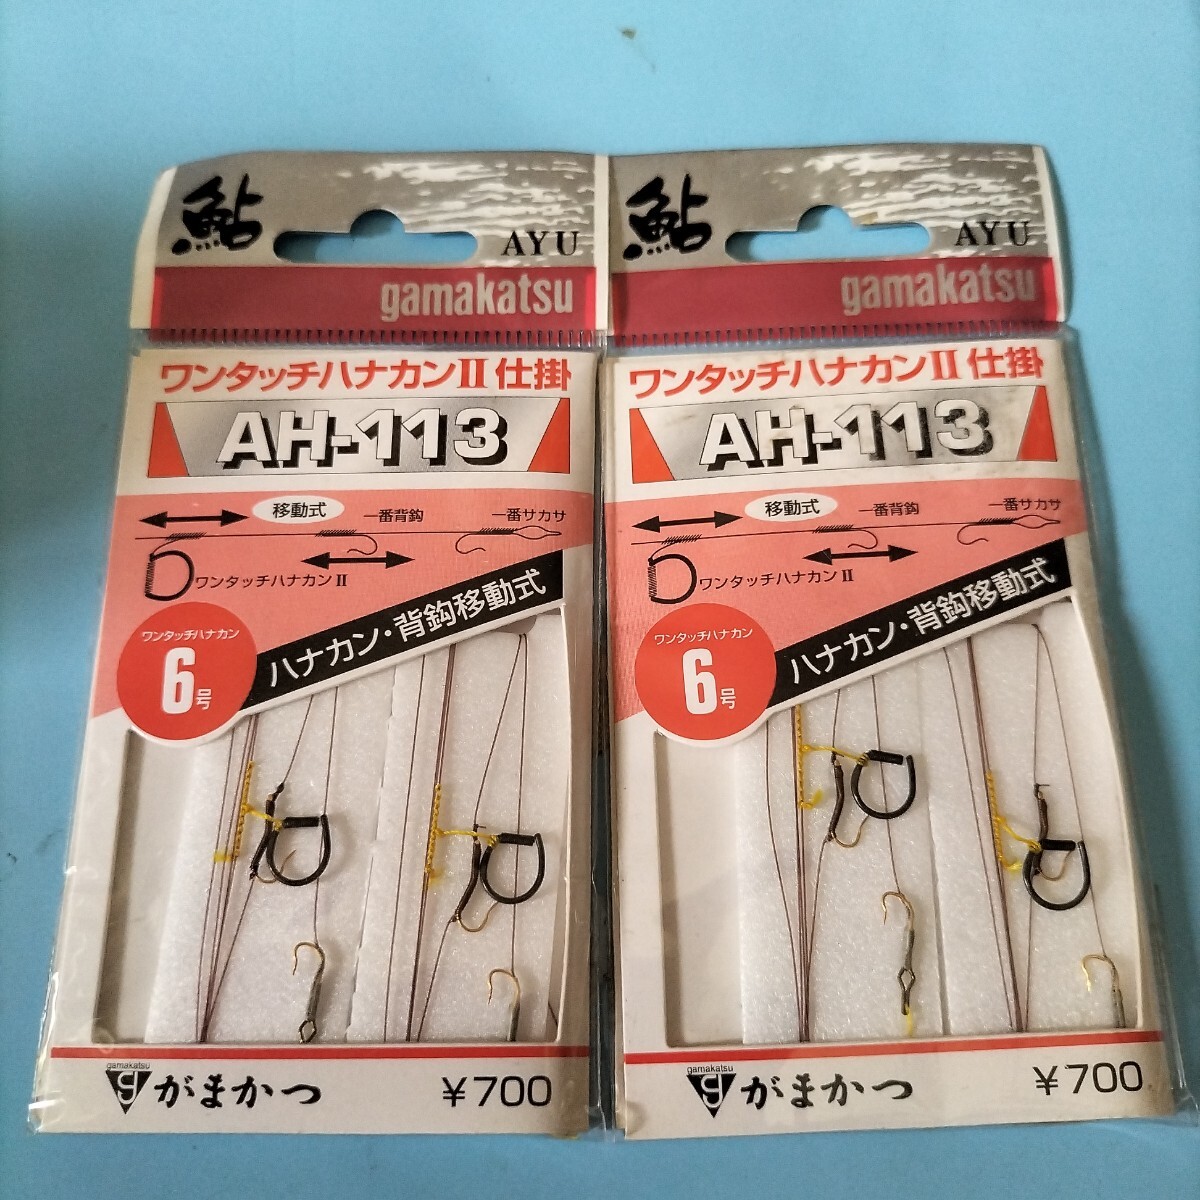 鮎
AYU
gamakatsu
ワンタッチハナカンII仕掛
AH-113
移動式
一番背鈎
一番サカサ
ワンタッチハナカンII
ハナカン・背鈎移動式
ワンタッチハナカン
6号
gamakatsu
がまかつ
¥700
鮎
AYU
gamakatsu
ワンタッチハナカンII仕掛
AH-113
移動式
一番背鈎
一番サカサ
ワンタッチハナカンII
ハナカン・背鈎移動式
ワンタッチハナカン
6号
gamakatsu
がまかつ
¥700